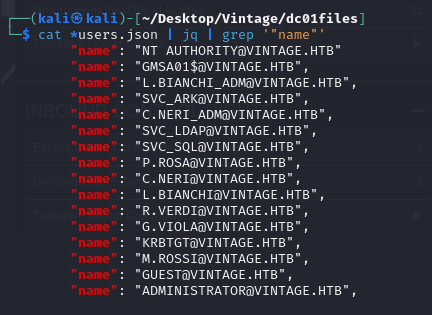 ┌──(kali㉿kali)-[~/Desktop/Vintage/dc01files]
└─$ cat *users.json | jq | grep '"name"'
"name": "NT AUTHORITY@VINTAGE.HTB",
"name": "GMSA01$@VINTAGE.HTB",
"name": "L.BIANCHI_ADM@VINTAGE.HTB",
"name": "SVC_ARK@VINTAGE.HTB",
"name": "C.NERI_ADM@VINTAGE.HTB",
"name": "SVC_LDAP@VINTAGE.HTB",
"name": "SVC_SQL@VINTAGE.HTB",
"name": "P.ROSA@VINTAGE.HTB",
"name": "C.NERI@VINTAGE.HTB",
"name": "L.BIANCHI@VINTAGE.HTB",
"name": "R.VERDI@VINTAGE.HTB",
"name": "G.VIOLA@VINTAGE.HTB",
"name": "KRBTGT@VINTAGE.HTB",
"name": "M.ROSSI@VINTAGE.HTB",
"name": "GUEST@VINTAGE.HTB",
"name": "ADMINISTRATOR@VINTAGE.HTB",